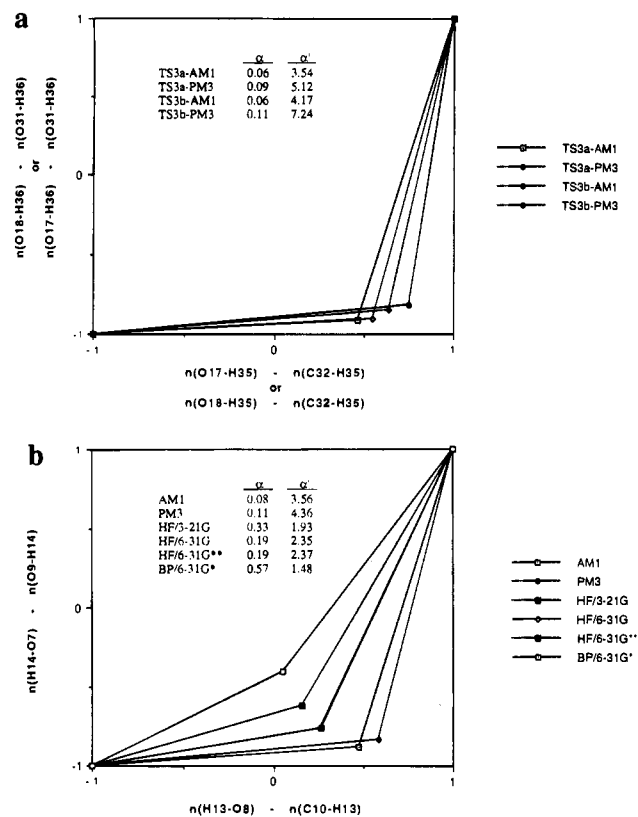 a
1
0
-1
-1
0
1
n(O18-H36) - n(O31-H36)
or
n(O17-H36) - n(O31-H36)
α α'
TS3a-AM1 0.06 3.54
TS3a-PM3 0.09 5.12
TS3b-AM1 0.06 4.17
TS3b-PM3 0.11 7.24
TS3a-AM1
TS3a-PM3
TS3b-AM1
TS3b-PM3
n(O17-H35) - n(C32-H35)
or
n(O18-H35) - n(C32-H35)
b
1
0
-1
-1
0
1
n(H14-O7) - n(O9-H14)
α α'
AM1 0.08 3.56
PM3 0.11 4.36
HF/3-21G 0.33 1.93
HF/6-31G 0.19 2.35
HF/6-31G** 0.19 2.37
BP/6-31G* 0.57 1.48
AM1
PM3
HF/3-21G
HF/6-31G
HF/6-31G**
BP/6-31G*
n(H13-O8) - n(C10-H13)